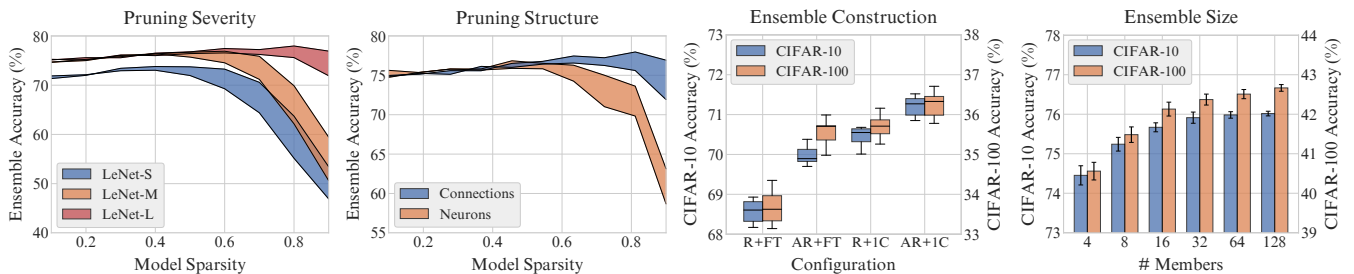 Pruning Severity
Ensemble Accuracy (%)
80
70
60
50
40
0.2
0.4
0.6
0.8
LeNet-S
LeNet-M
LeNet-L
Model Sparsity
Pruning Structure
Ensemble Accuracy (%)
80
75
70
65
60
55
0.2
0.4
0.6
0.8
Connections
Neurons
Model Sparsity
Ensemble Construction
CIFAR-10 Accuracy (%)
73
72
71
70
69
68
CIFAR-10
CIFAR-100
R+FT
AR+FT
R+1C
AR+1C
38
37
36
35
34
33
CIFAR-100 Accuracy (%)
Configuration
Ensemble Size
CIFAR-10 Accuracy (%)
78
77
76
75
74
73
CIFAR-10
CIFAR-100
4
8
16
32
64
128
44
43
42
41
40
39
CIFAR-100 Accuracy (%)
# Members